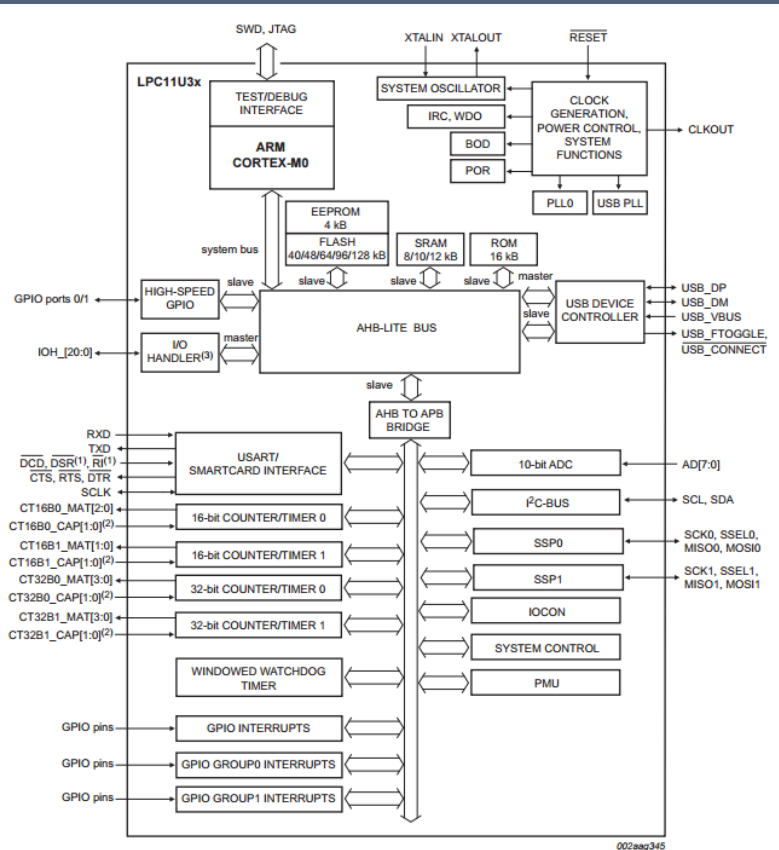 SWD, JTAG
XTALIN XTALOUT
RESET
LPC11U3x
TEST/DEBUG
INTERFACE
ARM
CORTEX-M0
SYSTEM OSCILLATOR
IRC, WDO
BOD
POR
CLOCK
GENERATION,
POWER CONTROL,
SYSTEM
FUNCTIONS
CLKOUT
PLL0
USB PLL
system bus
EEPROM
4 kB
FLASH
40/48/64/96/128 kB
SRAM
8/10/12 kB
ROM
16 kB
slave
slave
slave
slave
master
slave
GPIO ports 0/1
HIGH-SPEED
GPIO
IOH_[20:0]
I/O
HANDLER(3)
master
AHB-LITE BUS
USB DEVICE
CONTROLLER
USB_DP
USB_DM
USB_VBUS
USB_FTOGGLE,
USB_CONNECT
slave
AHB TO APB
BRIDGE
RXD
TXD
DCD, DSR(1), RI(1)
CTS, RTS, DTR
SCLK
USART/
SMARTCARD INTERFACE
CT16B0_MAT[2:0]
CT16B0_CAP[1:0](2)
16-bit COUNTER/TIMER 0
CT16B1_MAT[1:0]
CT16B1_CAP[1:0](2)
16-bit COUNTER/TIMER 1
CT32B0_MAT[3:0]
CT32B0_CAP[1:0](2)
32-bit COUNTER/TIMER 0
CT32B1_MAT[3:0]
CT32B1_CAP[1:0](2)
32-bit COUNTER/TIMER 1
WINDOWED WATCHDOG
TIMER
GPIO pins
GPIO INTERRUPTS
GPIO pins
GPIO GROUP0 INTERRUPTS
GPIO pins
GPIO GROUP1 INTERRUPTS
10-bit ADC
AD[7:0]
I2C-BUS
SCL, SDA
SSP0
SCK0, SSEL0,
MISO0, MOSI0
SSP1
SCK1, SSEL1,
MISO1, MOSI1
IOCON
SYSTEM CONTROL
PMU
002aag345